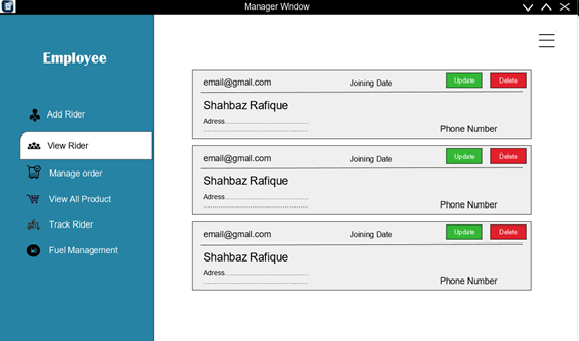 Manager Window
Employee
Add Rider
View Rider
Manage order
View All Product
Track Rider
Fuel Management
email@gmail.com Joining Date Update Delete
Shahbaz Rafique
Adress.......................................................
.......................................................
Phone Number
email@gmail.com Joining Date Update Delete
Shahbaz Rafique
Adress.......................................................
.......................................................
Phone Number
email@gmail.com Joining Date Update Delete
Shahbaz Rafique
Adress.......................................................
.......................................................
Phone Number